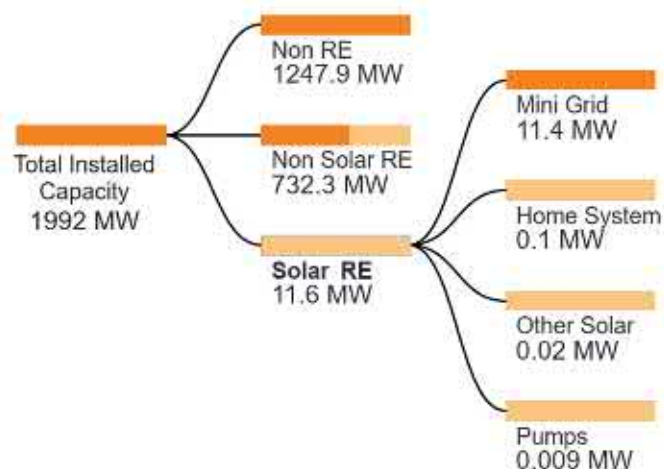 Total Installed
Capacity
1992 MW
Non RE
1247.9 MW
Non Solar RE
732.3 MW
Solar RE
11.6 MW
Mini Grid
11.4 MW
Home System
0.1 MW
Other Solar
0.02 MW
Pumps
0.009 MW